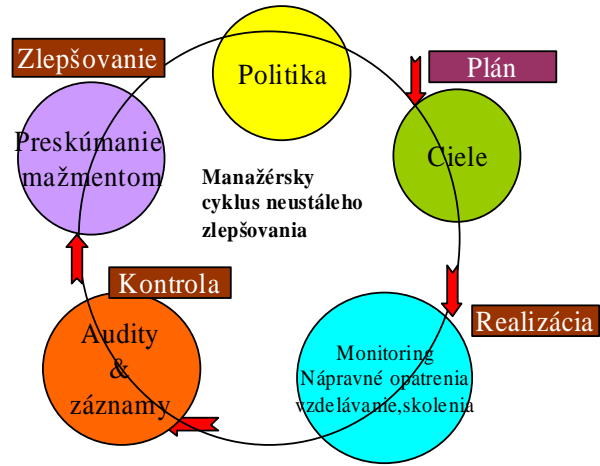 Zlepšovanie
Politika
Plán
Preskúmanie
mažmentom
Ciele
Manažérsky
cyklus neustáleho
zlepšovania
Kontrola
Realizácia
Audity
&
záznamy
Monitoring
Nápravné opatrenia
vzdelávanie,skolenia